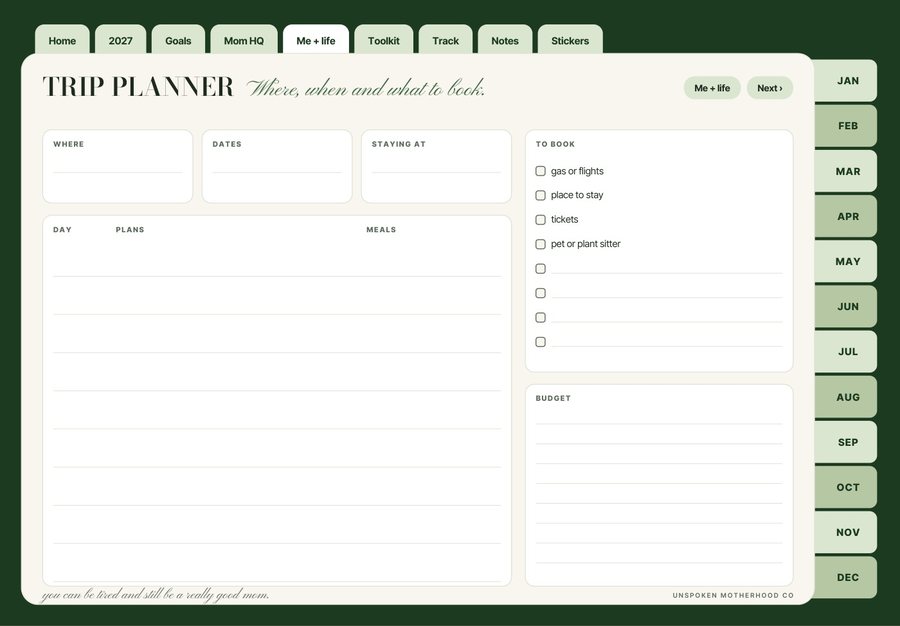 Home 2027 Goals Mom HQ Me + life Toolkit Track Notes Stickers
TRIP PLANNER Where, when and what to book.
Me + life Next ›
WHERE
DATES
STAYING AT
DAY PLANS MEALS
TO BOOK
gas or flights
place to stay
tickets
pet or plant sitter
BUDGET
you can be tired and still be a really good mom.
UNSPOKEN MOTHERHOOD CO
JAN
FEB
MAR
APR
MAY
JUN
JUL
AUG
SEP
OCT
NOV
DEC